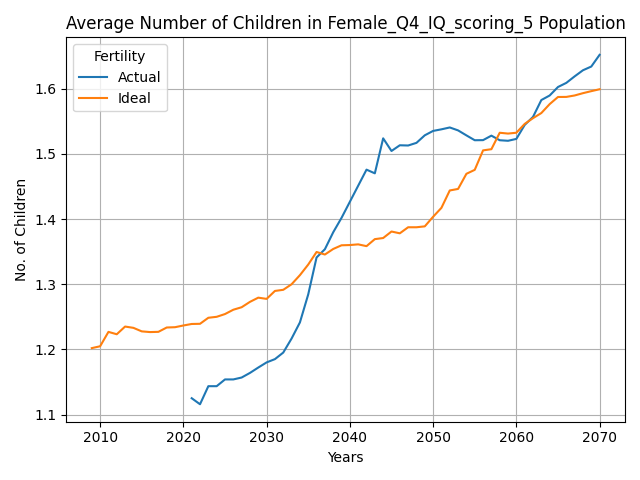 Average Number of Children in Female_Q4_IQ_scoring_5 Population
Fertility
Actual
Ideal
No. of Children
1.6
1.5
1.4
1.3
1.2
1.1
2010 2020 2030 2040 2050 2060 2070
Years